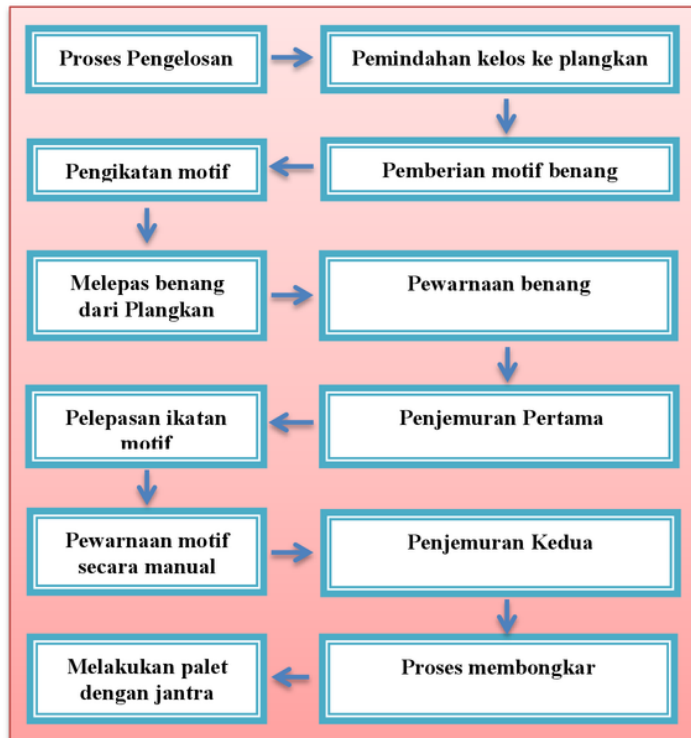 Proses Pengelosan
Pemindahan kelos ke plangkan
Pemberian motif benang
Pengikatan motif
Melepas benang
dari Plangkan
Pewarnaan benang
Penjemuran Pertama
Pelepasan ikatan
motif
Pewarnaan motif
secara manual
Penjemuran Kedua
Proses membongkar
Melakukan palet
dengan jantra